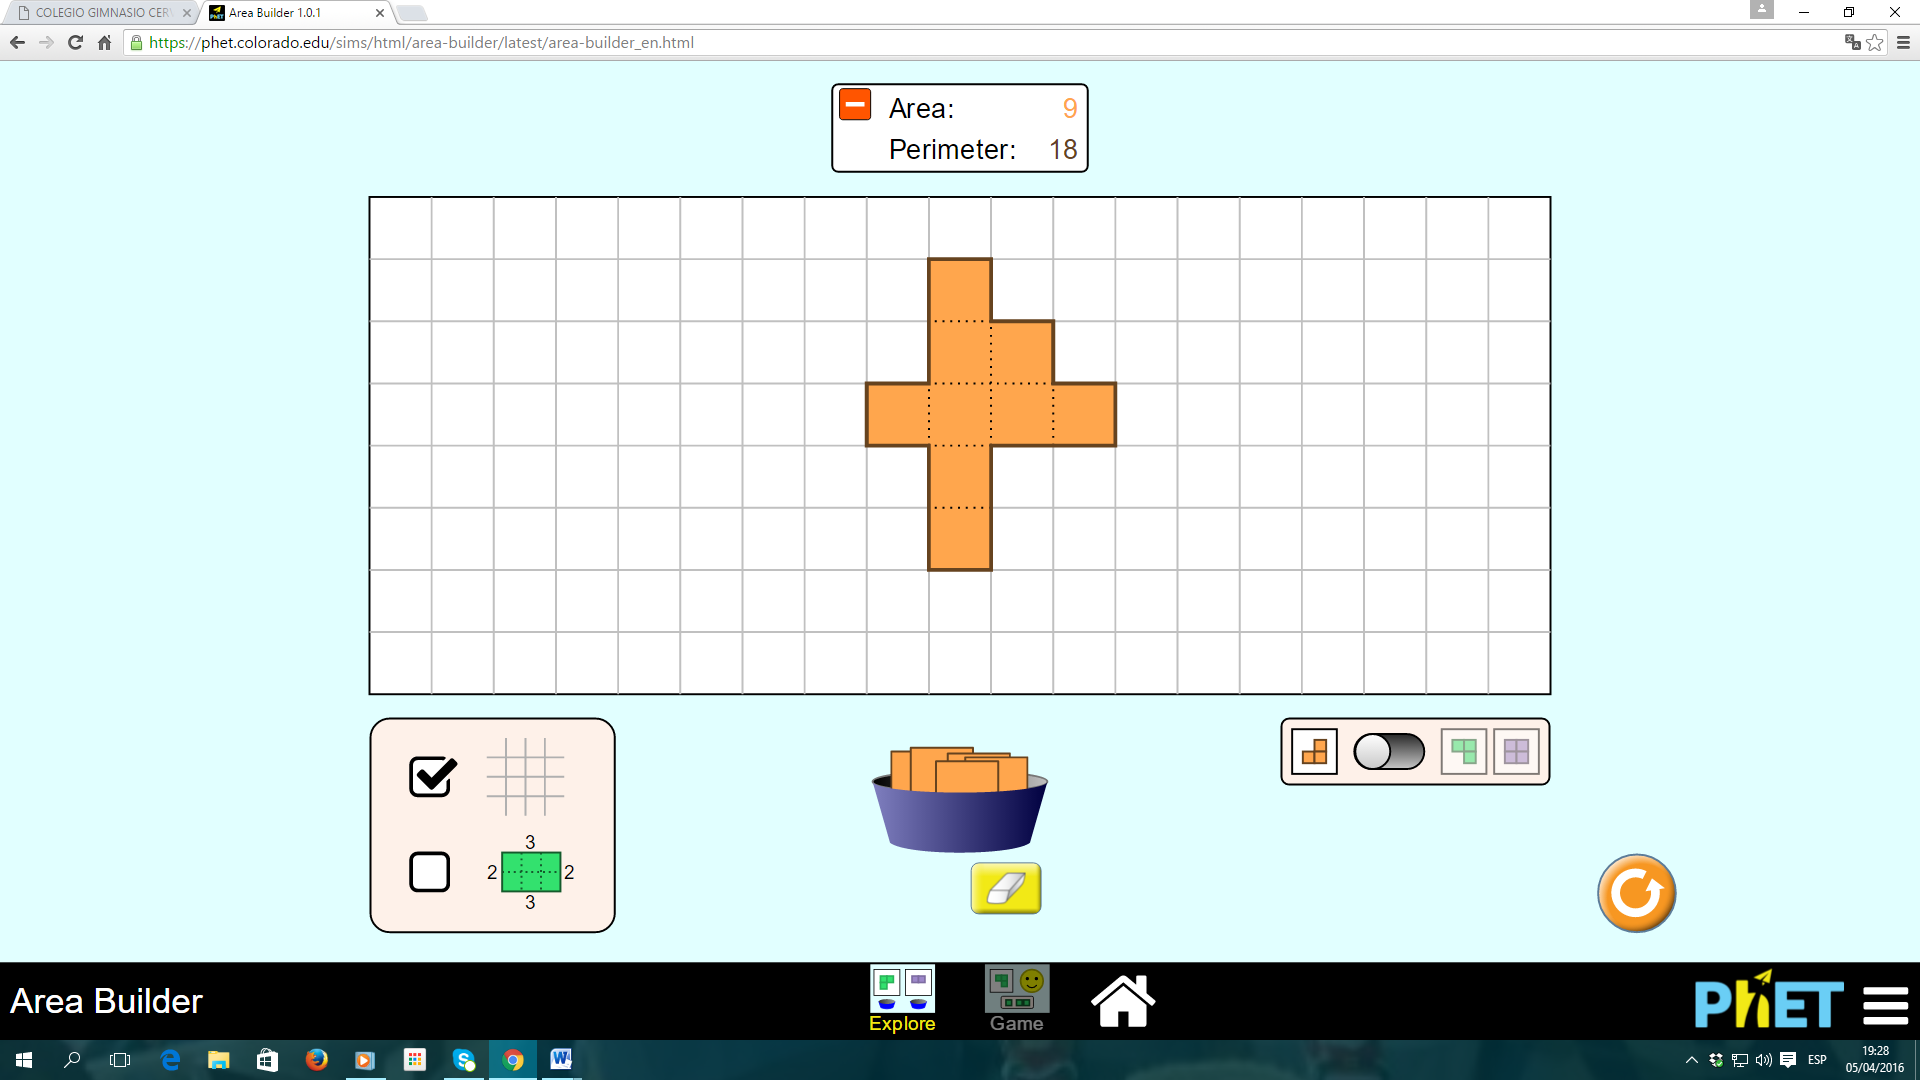 COLEGIO GIMNASIO CER
Area Builder 1.0.1
https://phet.colorado.edu/sims/html/area-builder/latest/area-builder_en.html
Area: 9
Perimeter: 18
3
2 2
3
Area Builder
Explore
Game
PhET
ESP
19:28
05/04/2016